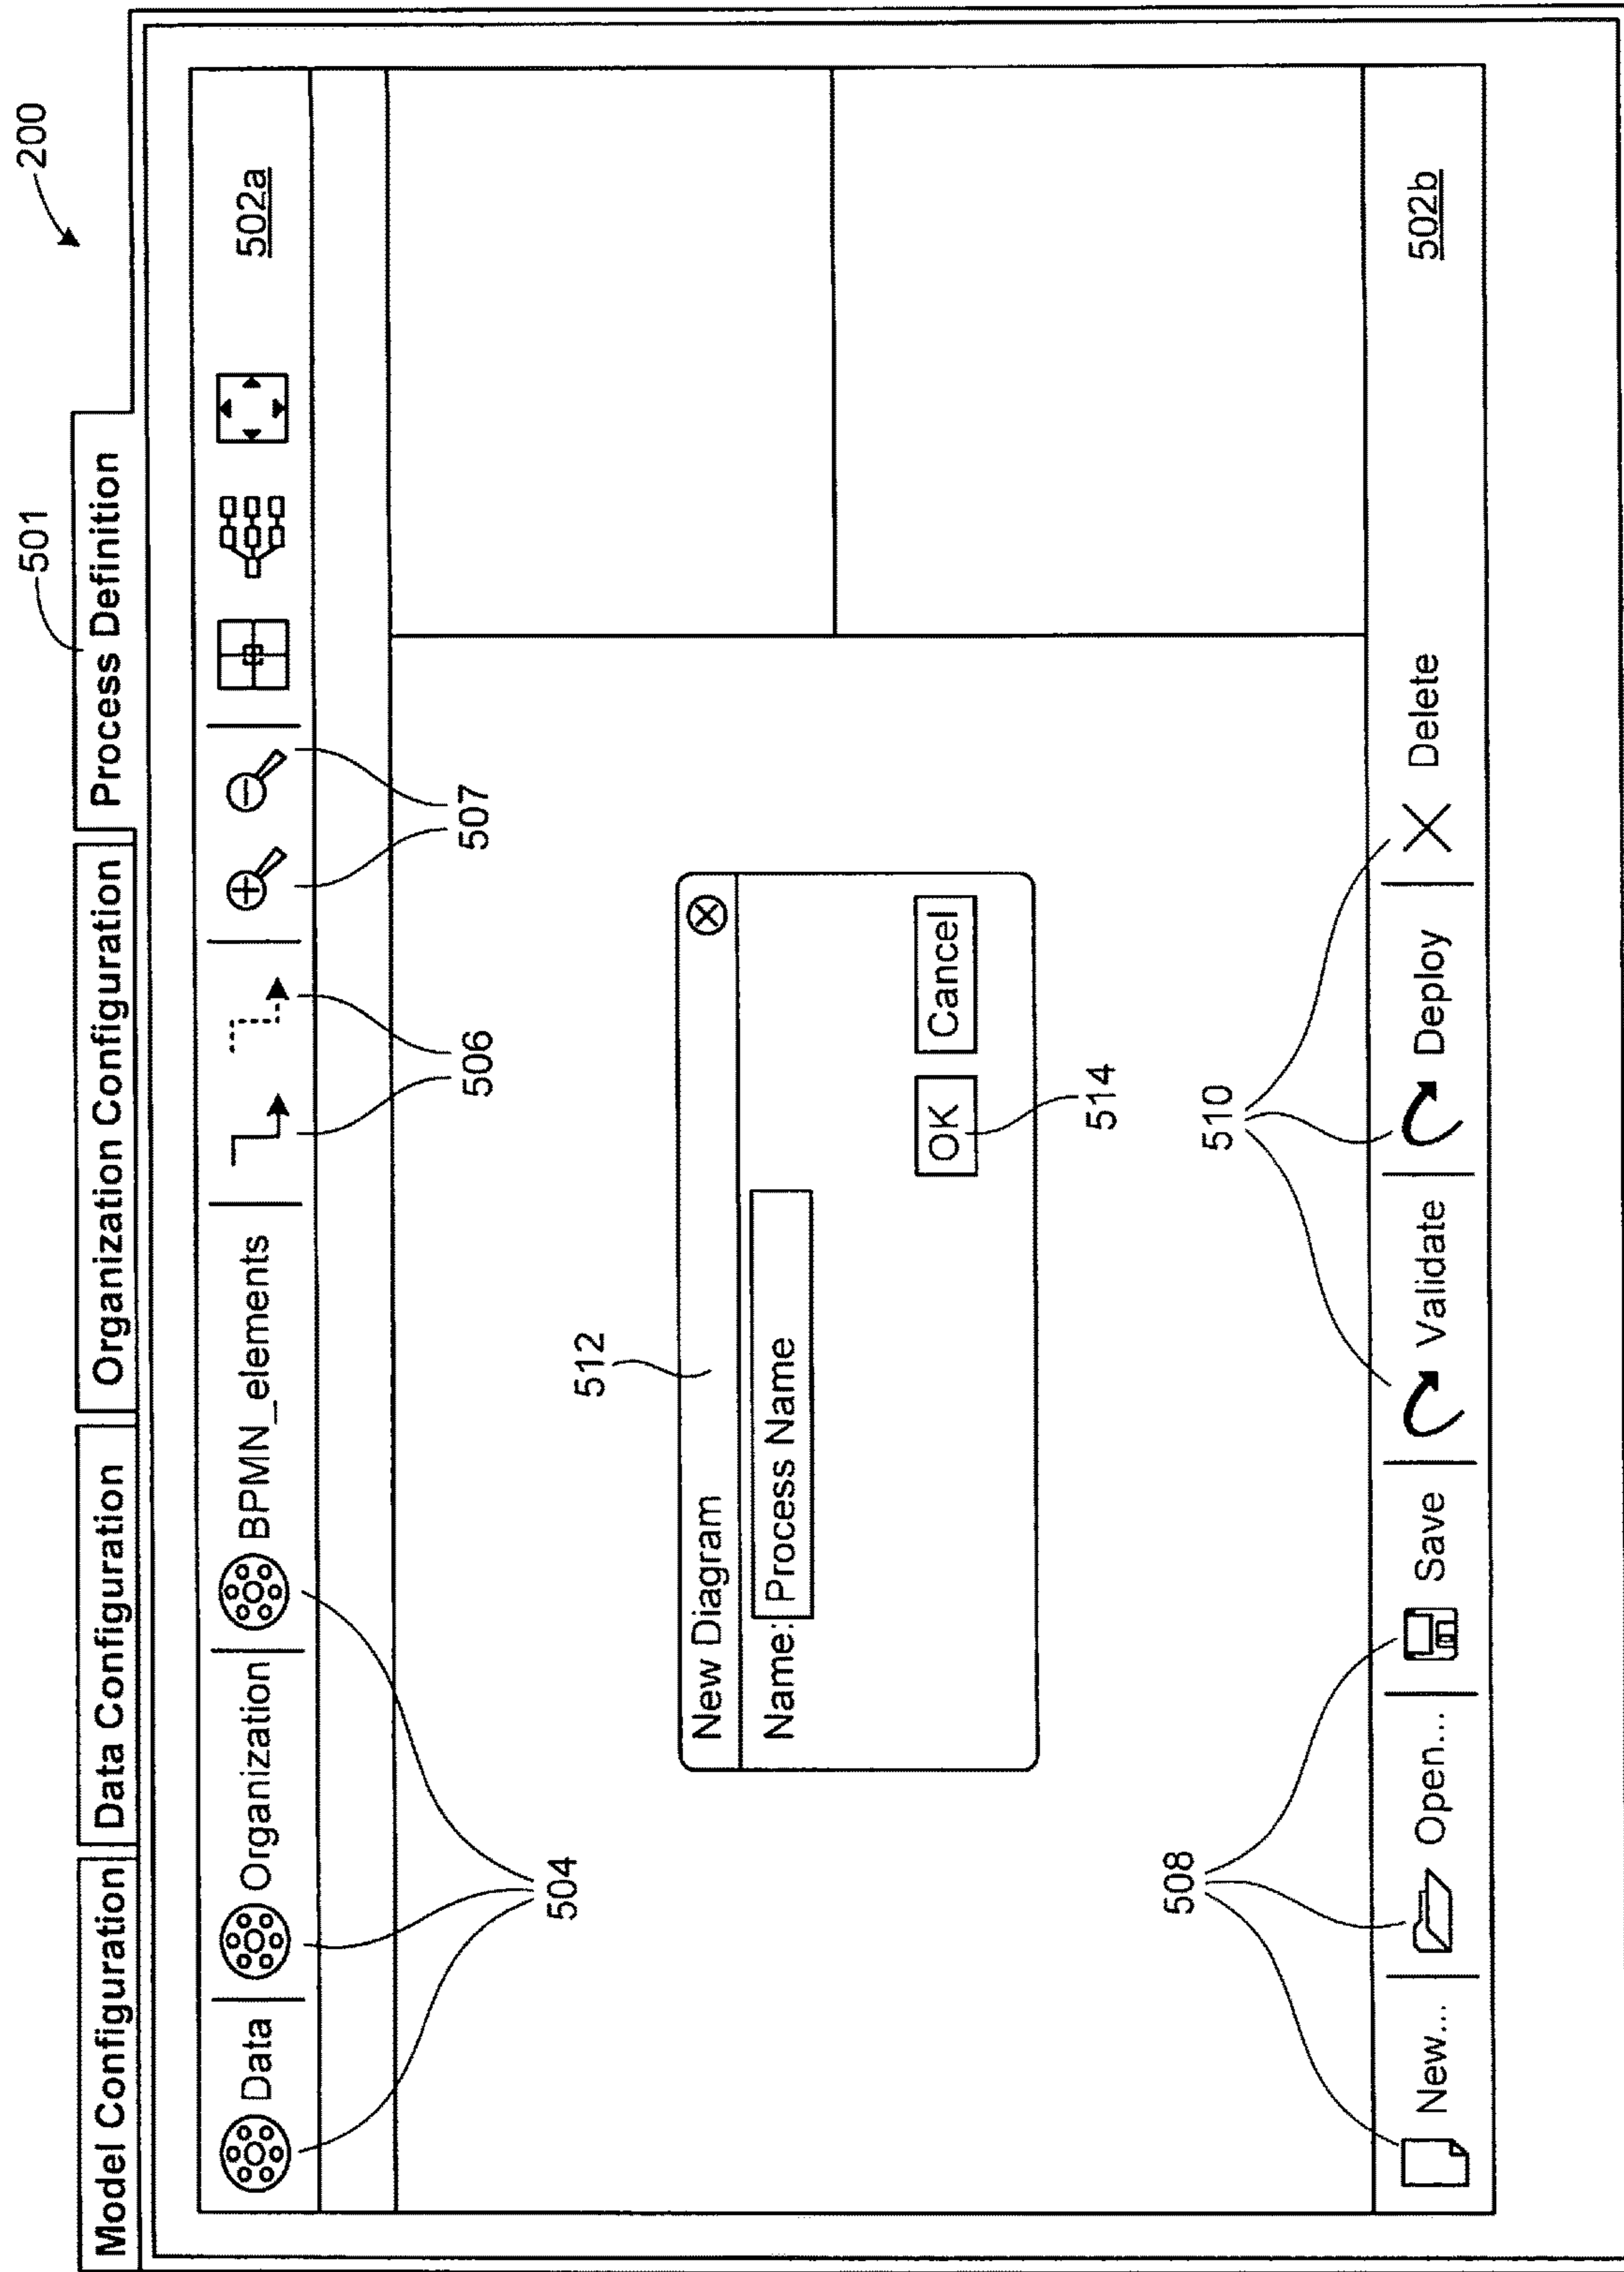 200
501
Model Configuration Data Configuration Organization Configuration Process Definition
Data Organization BPMN_elements 502a
504 506 507
512
New Diagram
Name: Process Name
OK Cancel
514
508 510
New... Open... Save Validate Deploy Delete 502b